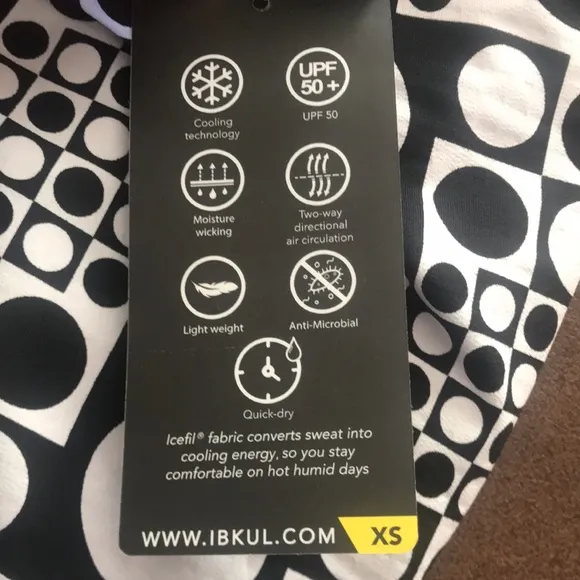 UPF
50 +
Cooling
technology
UPF 50
Moisture
wicking
Two-way
directional
air circulation
Light weight
Anti-Microbial
Quick-dry
Icefil® fabric converts sweat into
cooling energy, so you stay
comfortable on hot humid days
WWW.IBKUL.COM
XS